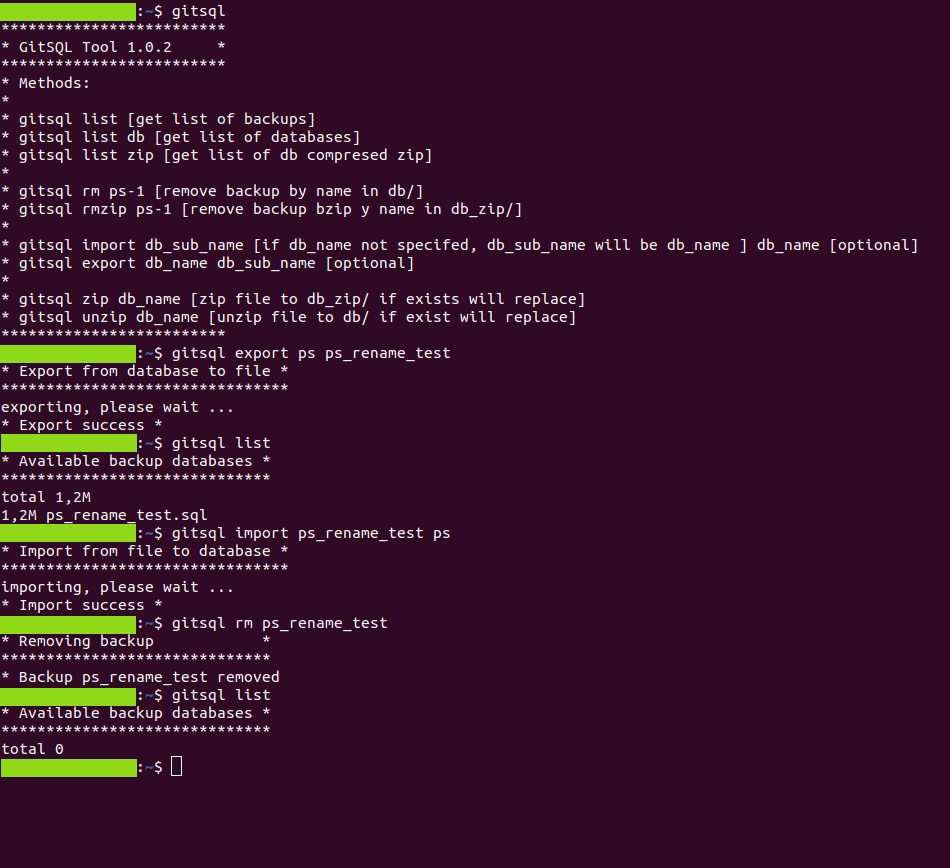 :~$ gitsql
*************************
* GitSQL Tool 1.0.2     *
*************************
* Methods:
*
* gitsql list [get list of backups]
* gitsql list db [get list of databases]
* gitsql list zip [get list of db compresed zip]
*
* gitsql rm ps-1 [remove backup by name in db/]
* gitsql rmzip ps-1 [remove backup bzip y name in db_zip/]
*
* gitsql import db_sub_name [if db_name not specifed, db_sub_name will be db_name ] db_name [optional]
* gitsql export db_name db_sub_name [optional]
*
* gitsql zip db_name [zip file to db_zip/ if exists will replace]
* gitsql unzip db_name [unzip file to db/ if exist will replace]
*************************
:~$ gitsql export ps ps_rename_test
* Export from database to file *
********************************
exporting, please wait ...
* Export success *
:~$ gitsql list
* Available backup databases *
******************************
total 1,2M
1,2M ps_rename_test.sql
:~$ gitsql import ps_rename_test ps
* Import from file to database *
********************************
importing, please wait ...
* Import success *
:~$ gitsql rm ps_rename_test
* Removing backup            *
******************************
* Backup ps_rename_test removed
:~$ gitsql list
* Available backup databases *
******************************
total 0
:~$